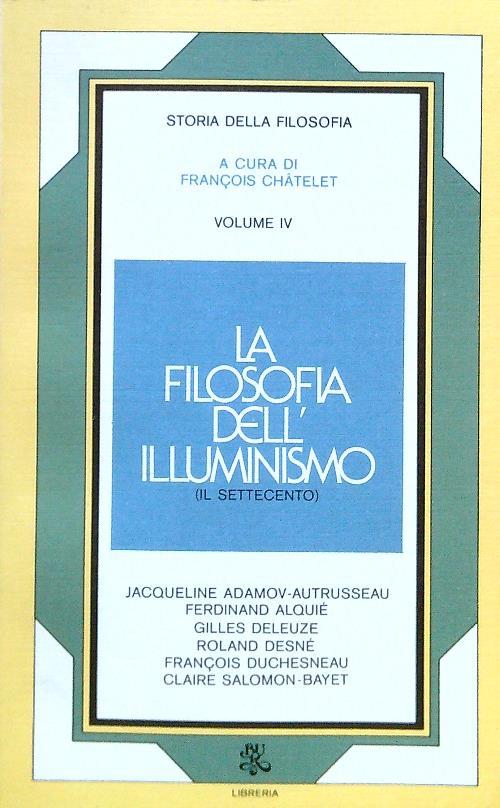 STORIA DELLA FILOSOFIA
A CURA DI
FRANÇOIS CHÂTELET
VOLUME IV
LA
FILOSOFIA
DELL'
ILLUMINISMO
(IL SETTECENTO)
JACQUELINE ADAMOV-AUTRUSSEAU
FERDINAND ALQUIÉ
GILLES DELEUZE
ROLAND DESNÉ
FRANÇOIS DUCHESNEAU
CLAIRE SALOMON-BAYET
BUR
LIBRERIA